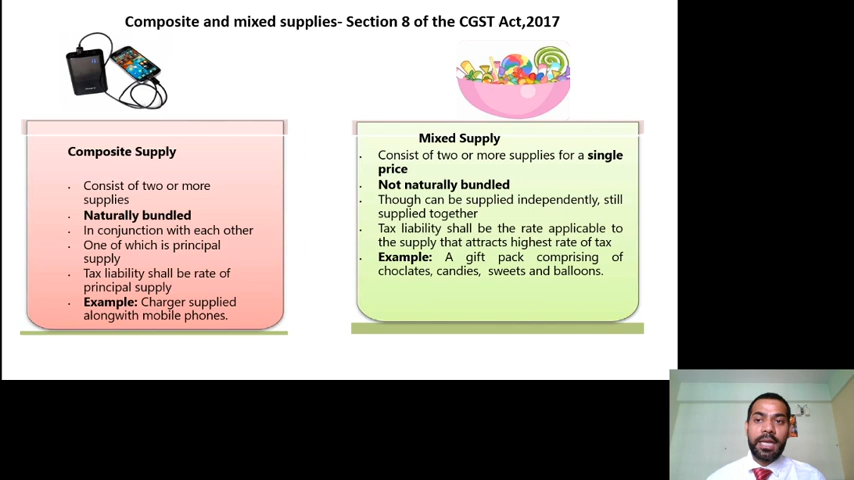 Composite and mixed supplies- Section 8 of the CGST Act,2017
Composite Supply
· Consist of two or more
supplies
· Naturally bundled
· In conjunction with each other
· One of which is principal
supply
· Tax liability shall be rate of
principal supply
· Example: Charger supplied
alongwith mobile phones.
Mixed Supply
· Consist of two or more supplies for a single
price
· Not naturally bundled
· Though can be supplied independently, still
supplied together
· Tax liability shall be the rate applicable to
the supply that attracts highest rate of tax
· Example: A gift pack comprising of
choclates, candies, sweets and balloons.